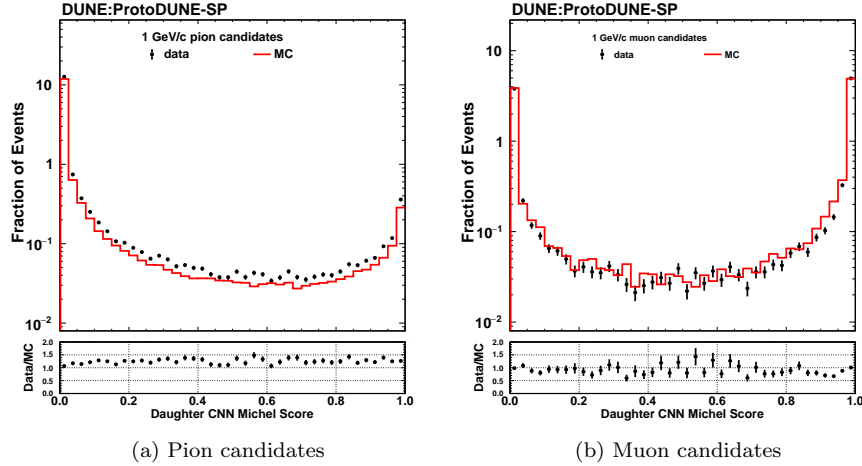 DUNE:ProtoDUNE-SP
1 GeV/c pion candidates
data
MC
Fraction of Events
10
1
10⁻¹
10⁻²
Data/MC
2.0
1.5
1.0
0.5
0.0
0.0 0.2 0.4 0.6 0.8 1.0
Daughter CNN Michel Score
(a) Pion candidates
DUNE:ProtoDUNE-SP
1 GeV/c muon candidates
data
MC
Fraction of Events
10
1
10⁻¹
10⁻²
Data/MC
2.0
1.5
1.0
0.5
0.0
0.0 0.2 0.4 0.6 0.8 1.0
Daughter CNN Michel Score
(b) Muon candidates